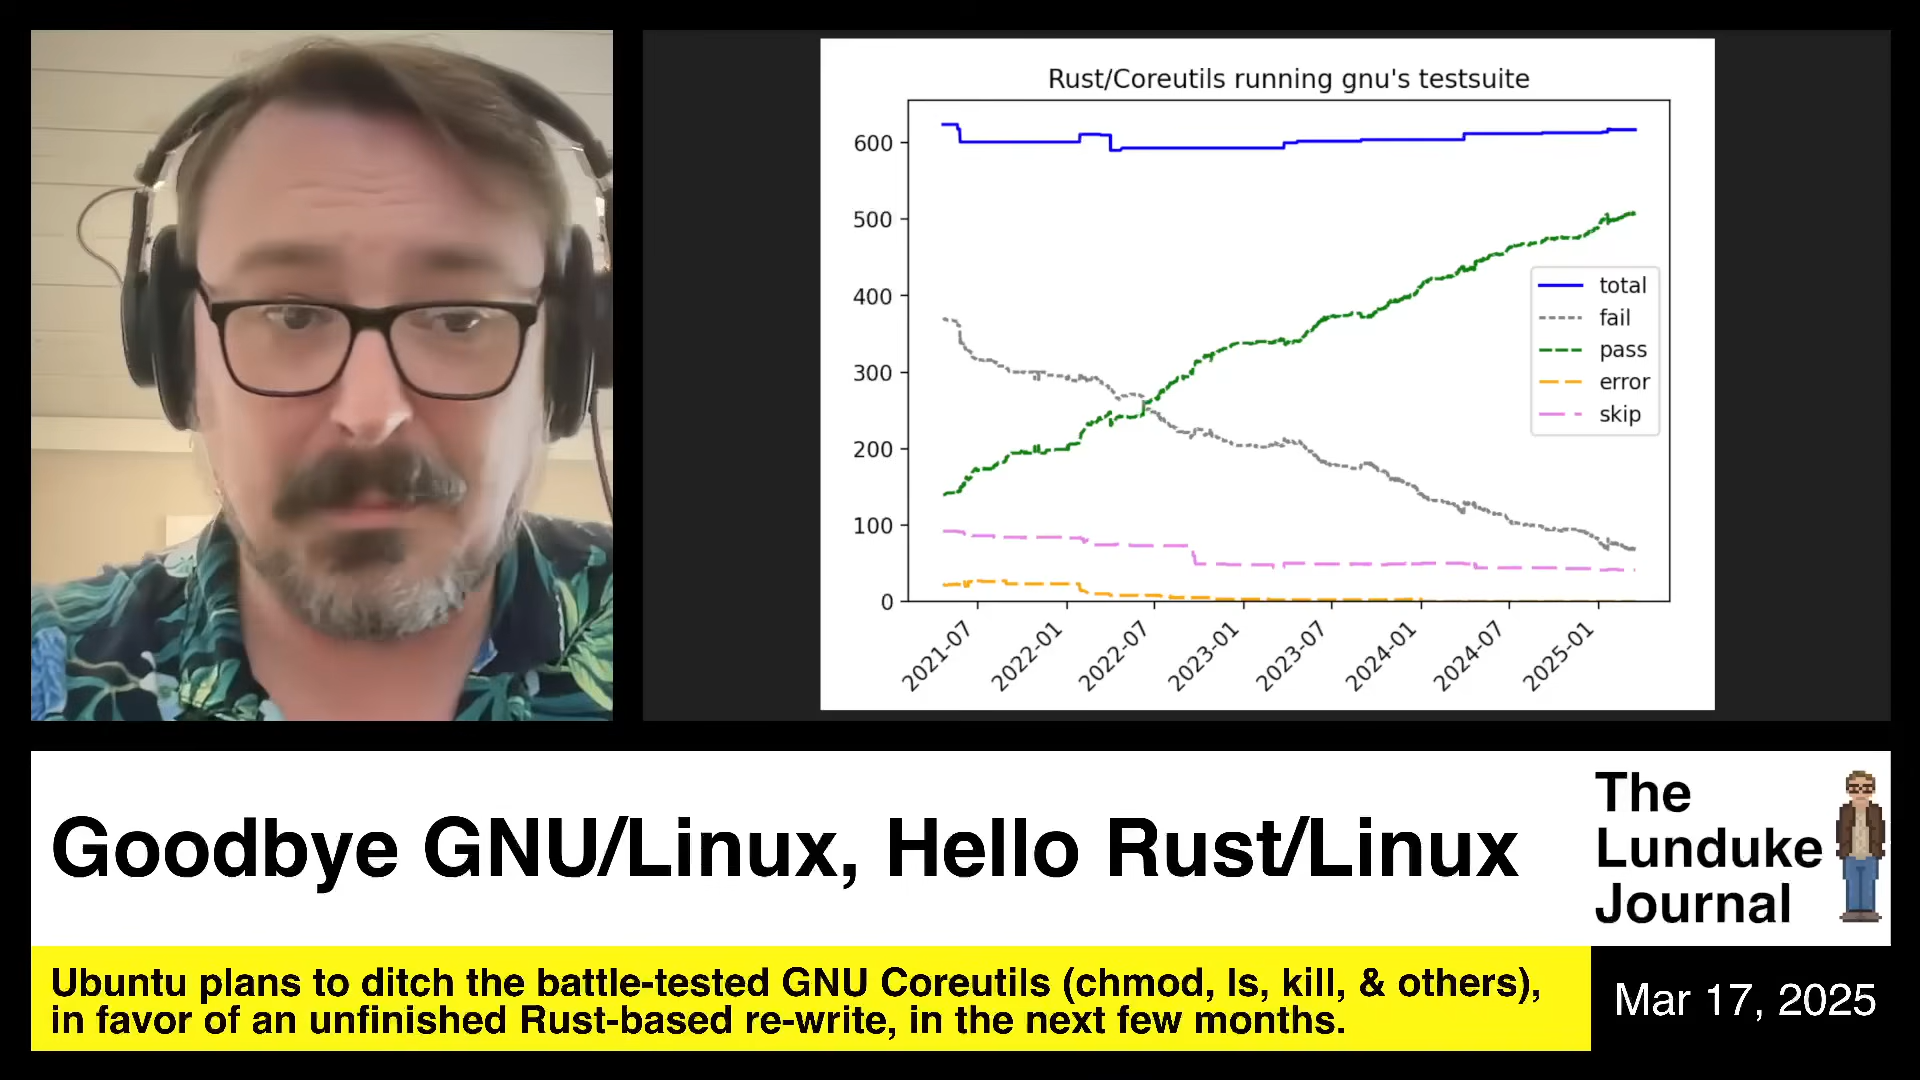 Rust/Coreutils running gnu's testsuite
600
500
400
300
200
100
0
2021-07
2022-01
2022-07
2023-01
2023-07
2024-01
2024-07
2025-01
total
fail
pass
error
skip
Goodbye GNU/Linux, Hello Rust/Linux
The
Lunduke
Journal
Ubuntu plans to ditch the battle-tested GNU Coreutils (chmod, ls, kill, & others),
in favor of an unfinished Rust-based re-write, in the next few months.
Mar 17, 2025